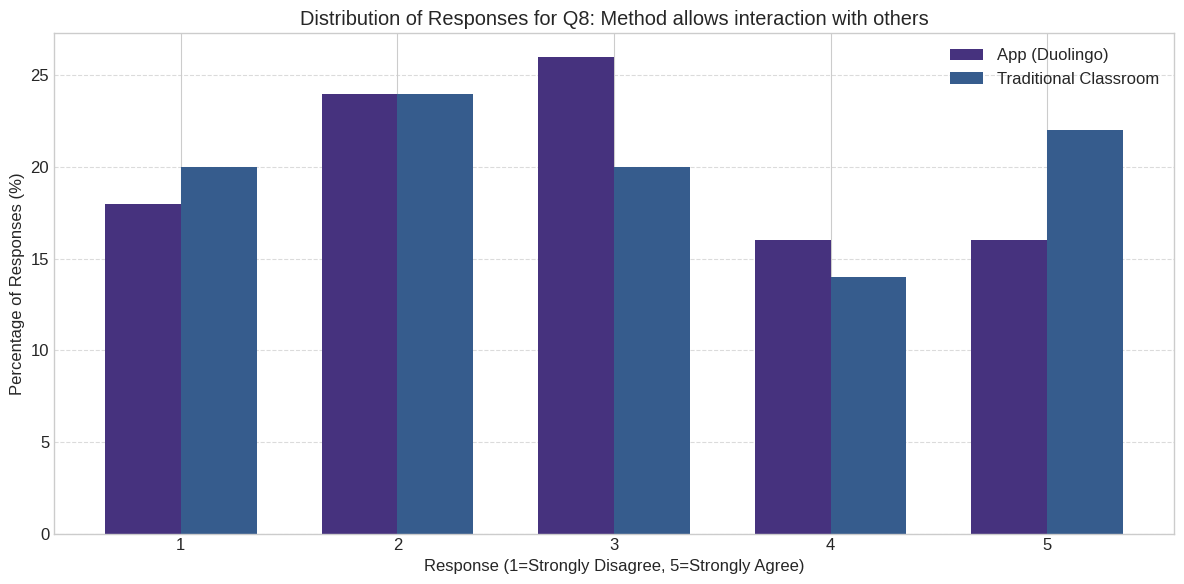 Distribution of Responses for Q8: Method allows interaction with others
App (Duolingo)
Traditional Classroom
Percentage of Responses (%)
25
20
15
10
5
0
1 2 3 4 5
Response (1=Strongly Disagree, 5=Strongly Agree)